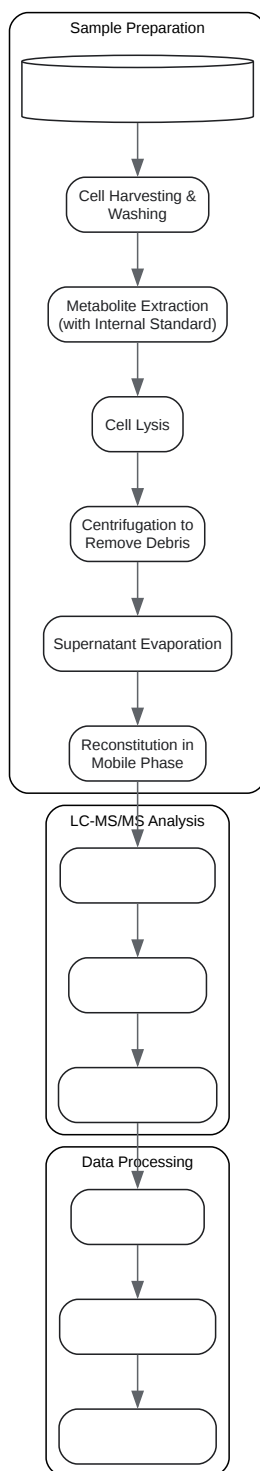 Sample Preparation
Cell Harvesting &
Washing
Metabolite Extraction
(with Internal Standard)
Cell Lysis
Centrifugation to
Remove Debris
Supernatant Evaporation
Reconstitution in
Mobile Phase
LC-MS/MS Analysis
Data Processing